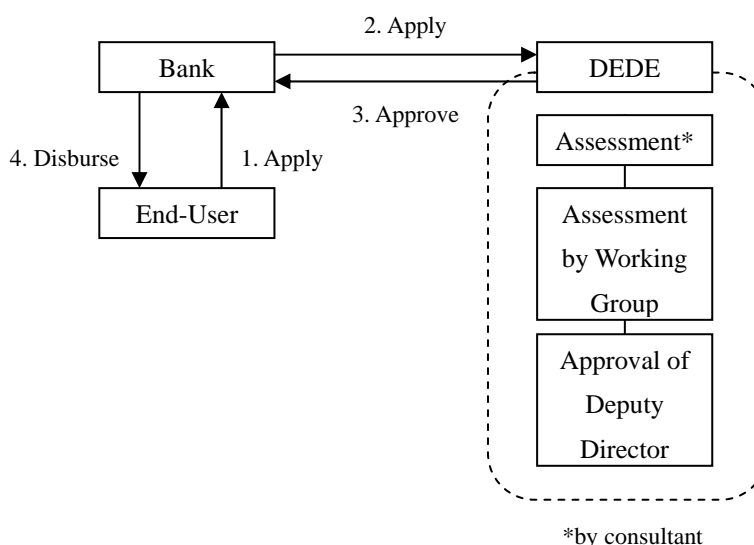 2. Apply
Bank
DEDE
3. Approve
4. Disburse
1. Apply
Assessment*
End-User
Assessment
by Working
Group
Approval of
Deputy
Director
*by consultant